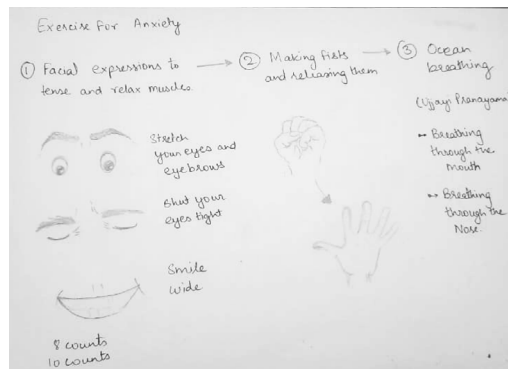 Exercise for Anxiety
① Facial expressions to
tense and relax muscles.
② Making fists
and releasing them
③ Ocean
breathing
(Ujjayi Pranayama
Breathing
through the
Mouth
Breathing
through the
Nose.
Stretch
your eyes and
eyebrows
Shut your
eyes tight
Smile
wide
8 counts
10 counts